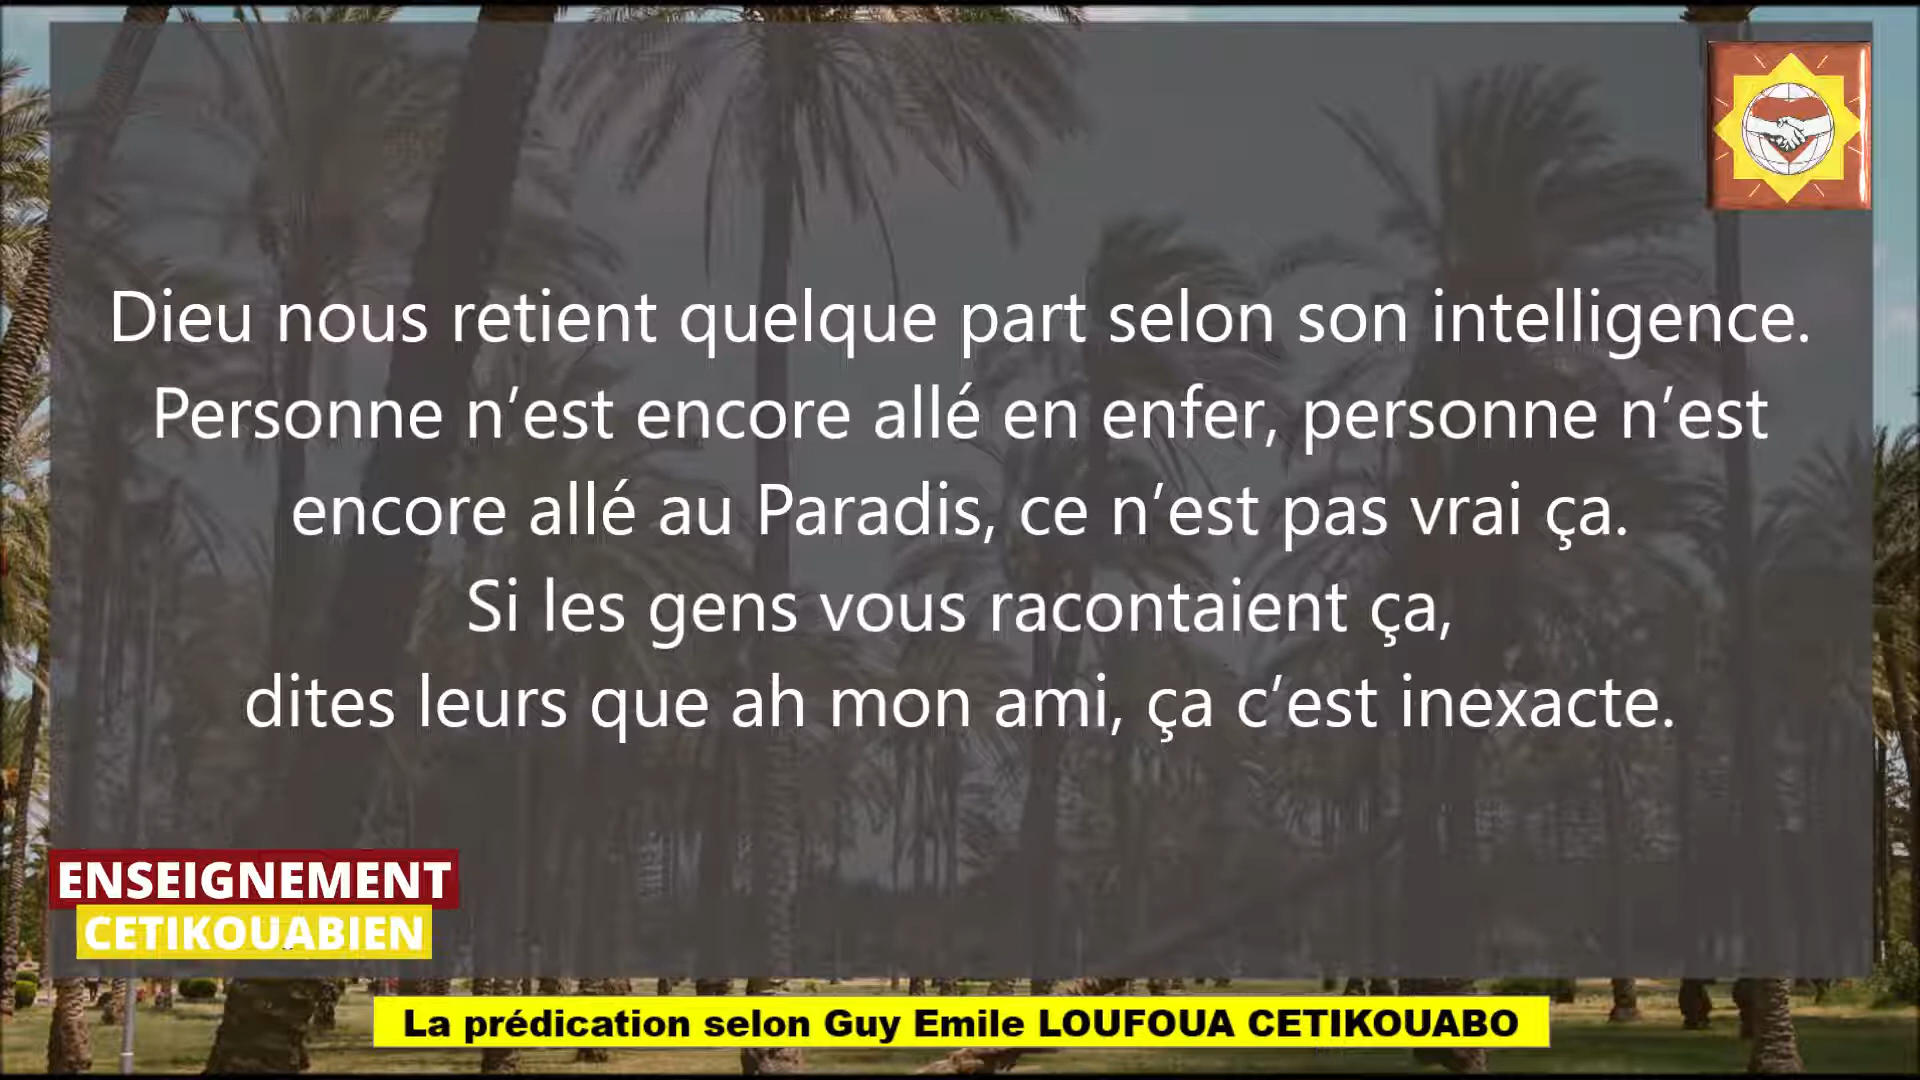 Dieu nous retient quelque part selon son intelligence.
Personne n’est encore allé en enfer, personne n’est
encore allé au Paradis, ce n’est pas vrai ça.
Si les gens vous racontaient ça,
dites leurs que ah mon ami, ça c’est inexacte.
ENSEIGNEMENT
CETIKOUABIEN
La prédication selon Guy Emile LOUFOUA CETIKOUABO